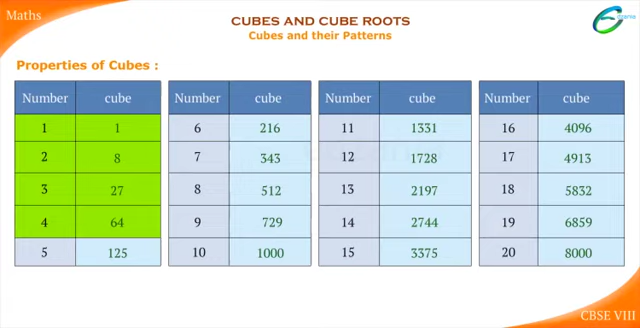 Maths
CUBES AND CUBE ROOTS
Cubes and their Patterns
Properties of Cubes :
Number cube Number cube Number cube Number cube
1 1 6 216 11 1331 16 4096
2 8 7 343 12 1728 17 4913
3 27 8 512 13 2197 18 5832
4 64 9 729 14 2744 19 6859
5 125 10 1000 15 3375 20 8000
CBSE VIII